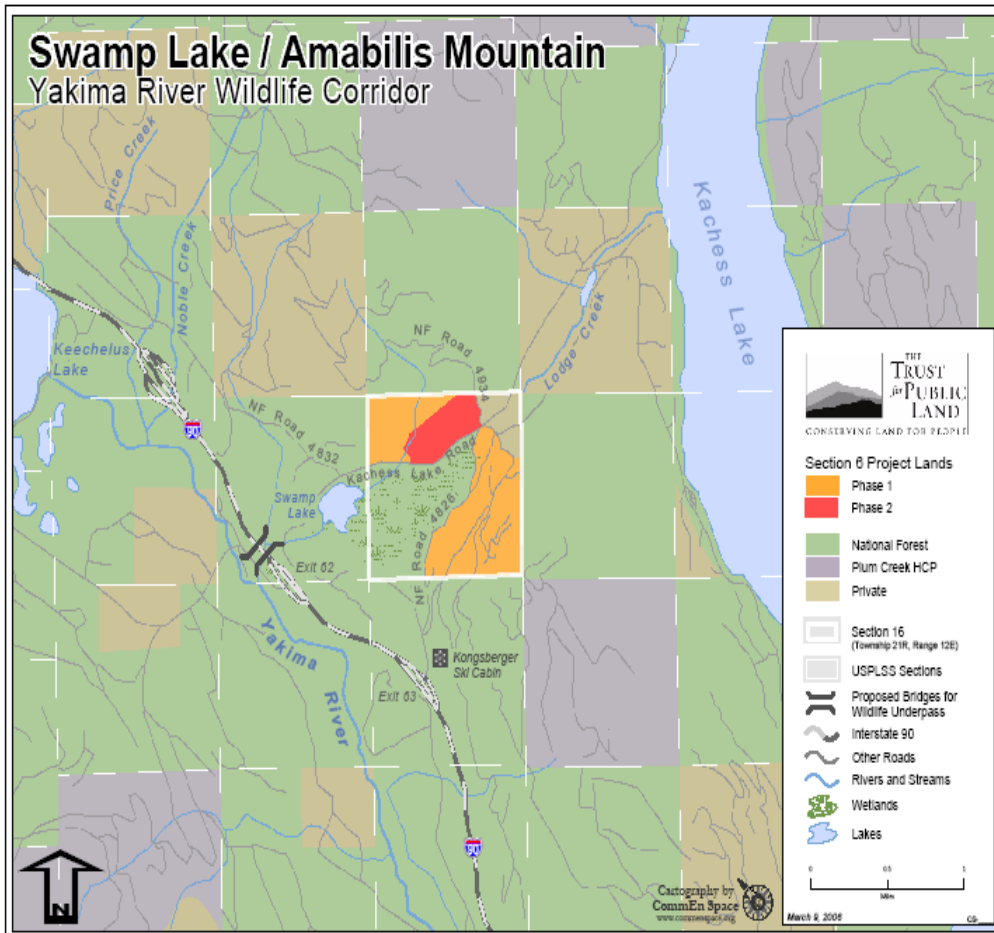 Swamp Lake / Amabilis Mountain
Yakima River Wildlife Corridor
Price Creek
Noble Creek
Kachess Lake
Keechelus
Lake
90
NF Road 4934
Lodge Creek
NF Road 4832
Kachess Lake Road
Swamp
Lake
NF Road 4826
Exit 62
Yakima
River
Kongsberger
Ski Cabin
Exit 63
90
N
Cartography by
CommEn Space
www.commenspace.org
THE
TRUST
for PUBLIC
LAND
CONSERVING LAND FOR PEOPLE
Section 6 Project Lands
Phase 1
Phase 2
National Forest
Plum Creek HCP
Private
Section 16
(Township 21R, Range 12E)
USPLSS Sections
Proposed Bridges for
Wildlife Underpass
Interstate 90
Other Roads
Rivers and Streams
Wetlands
Lakes
0 0.5 1
Miles
March 9, 2006